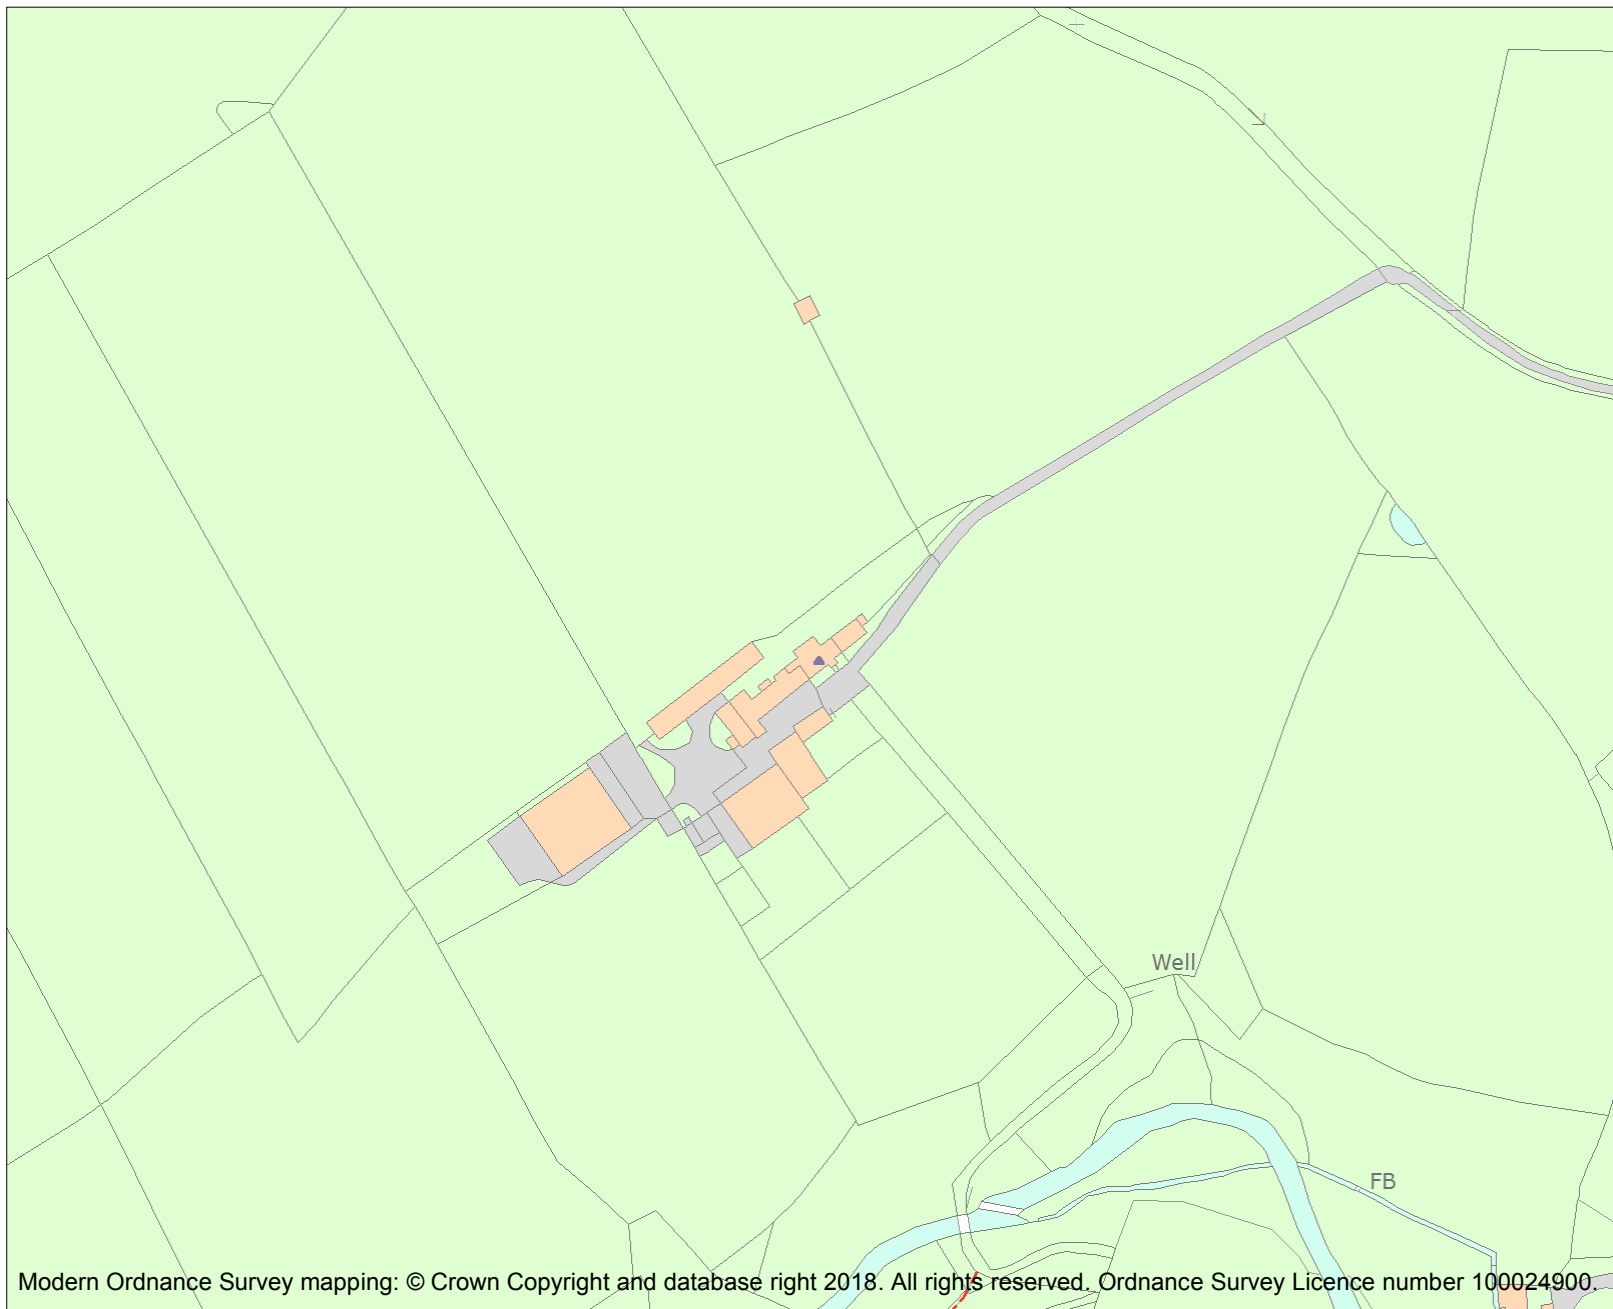 Well
FB
Modern Ordnance Survey mapping: © Crown Copyright and database right 2018. All rights reserved. Ordnance Survey Licence number 100024900.